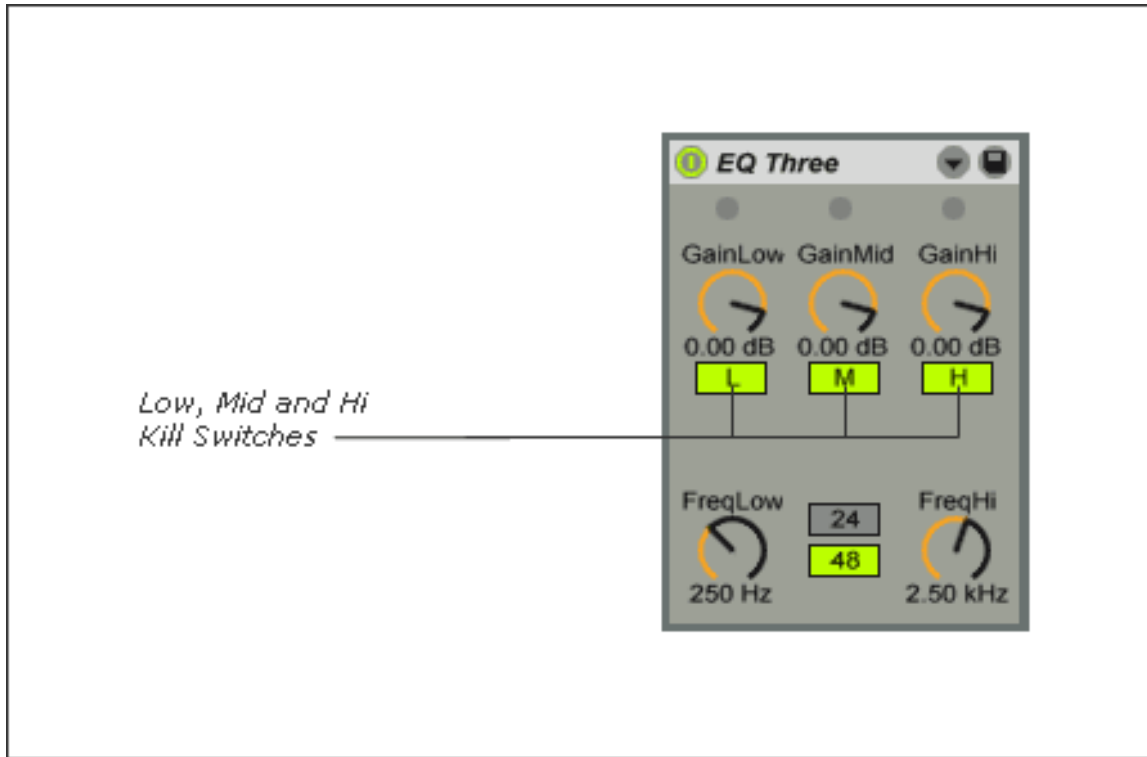 EQ Three
GainLow GainMid GainHi
0.00 dB 0.00 dB 0.00 dB
L M H
Low, Mid and Hi
Kill Switches
FreqLow FreqHi
24
48
250 Hz 2.50 kHz